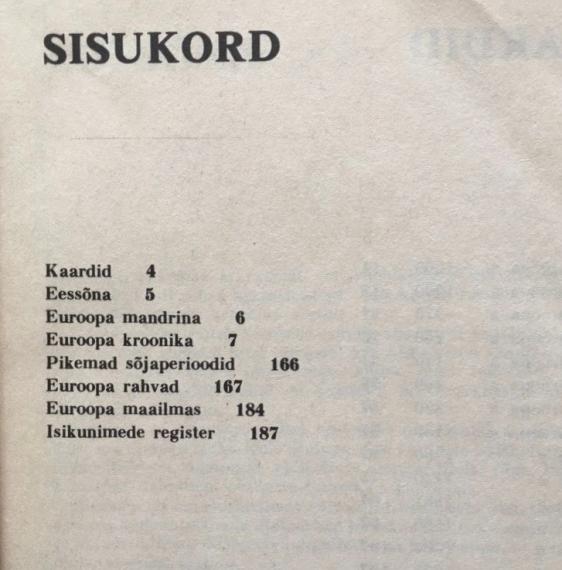 SISUKORD
Kaardid 4
Eessõna 5
Euroopa mandrina 6
Euroopa kroonika 7
Pikemad sõjaperioodid 166
Euroopa rahvad 167
Euroopa maailmas 184
Isikunimede register 187